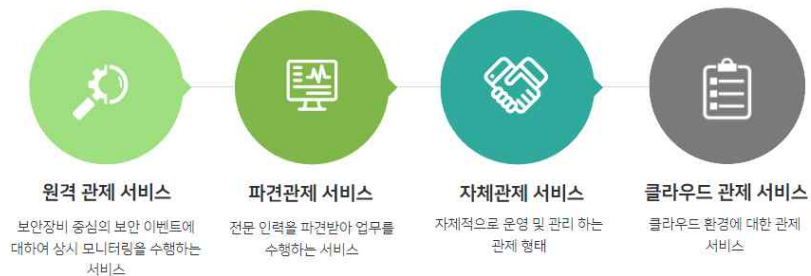 원격 관제 서비스
보안장비 중심의 보안 이벤트에
대하여 상시 모니터링을 수행하는
서비스
파견관제 서비스
전문 인력을 파견받아 업무를
수행하는 서비스
자체관제 서비스
자체적으로 운영 및 관리 하는
관제 형태
클라우드 관제 서비스
클라우드 환경에 대한 관제
서비스